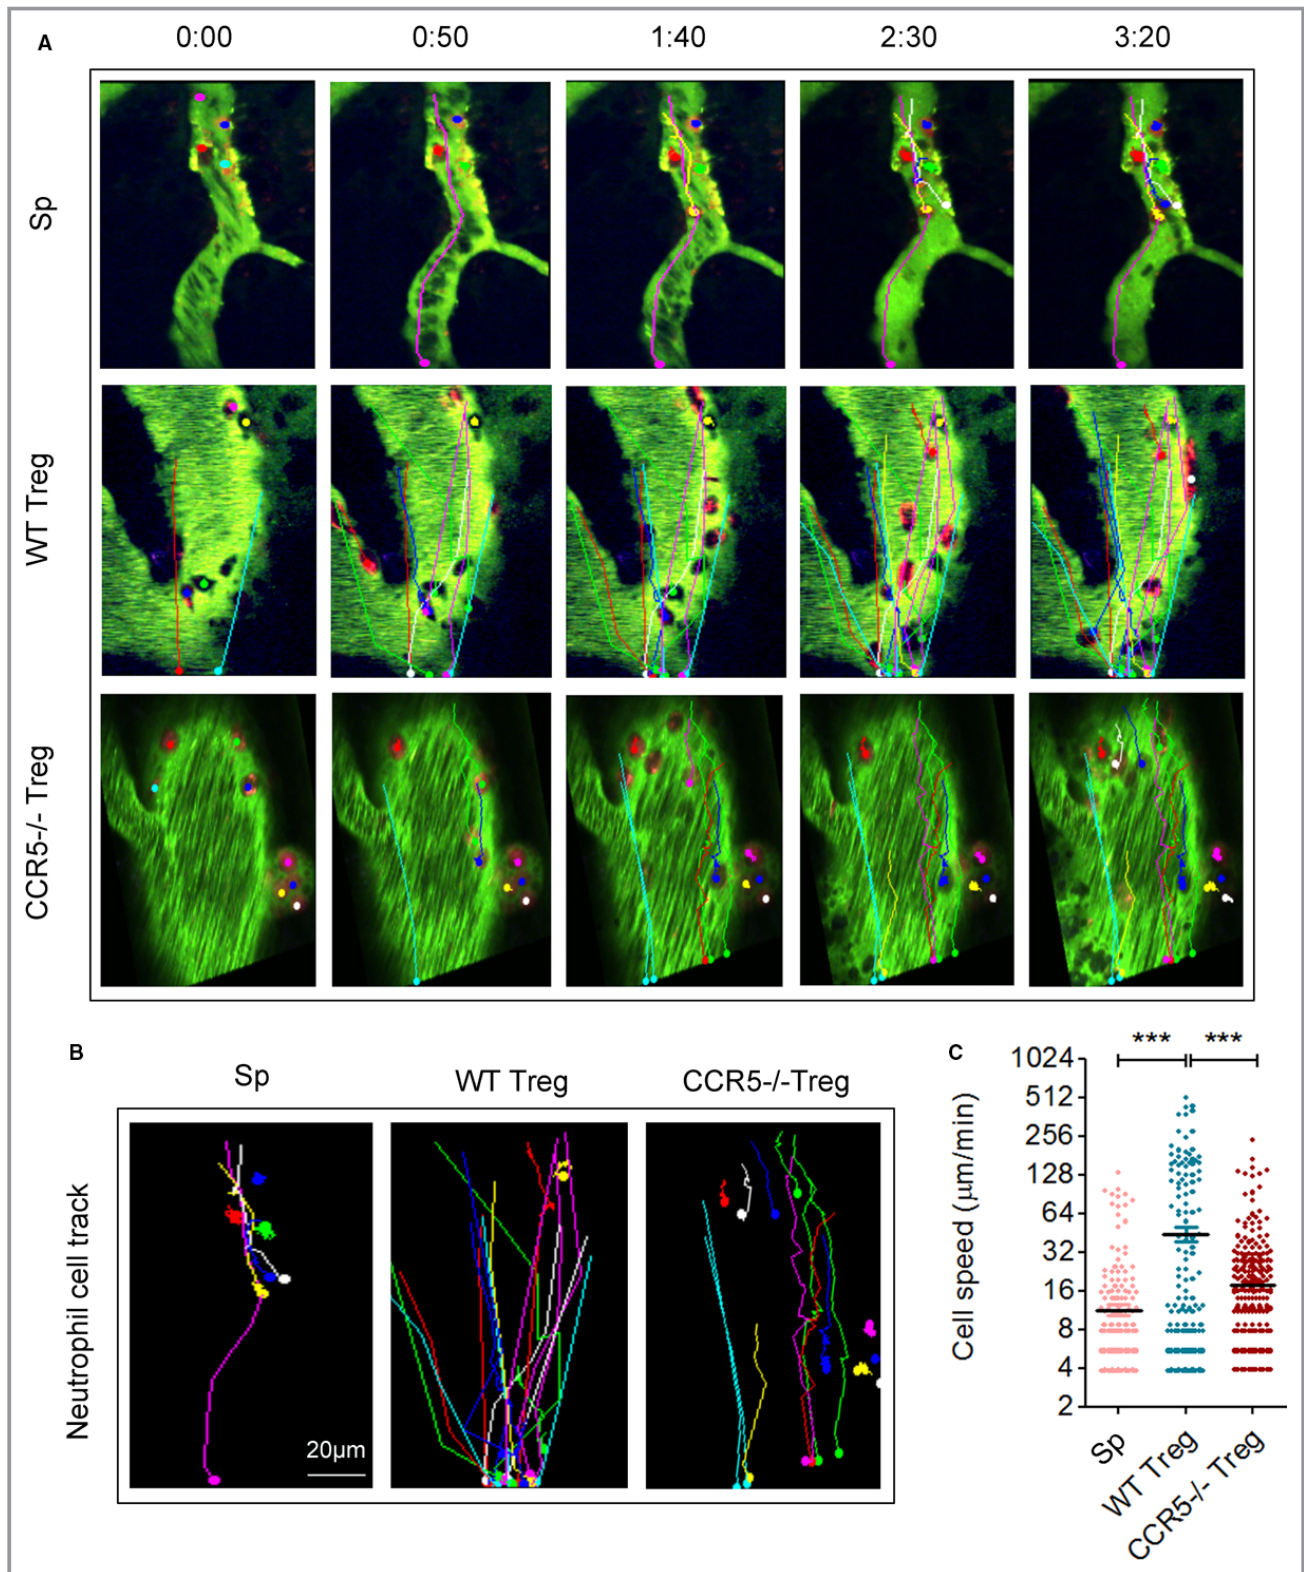 A
0:00 0:50 1:40 2:30 3:20
Sp
WT Treg
CCR5-/- Treg
B
Sp WT Treg CCR5-/-Treg
Neutrophil cell track
20μm
C
*** ***
Cell speed (μm/min)
1024
512
256
128
64
32
16
8
4
2
Sp
WT Treg
CCR5-/- Treg